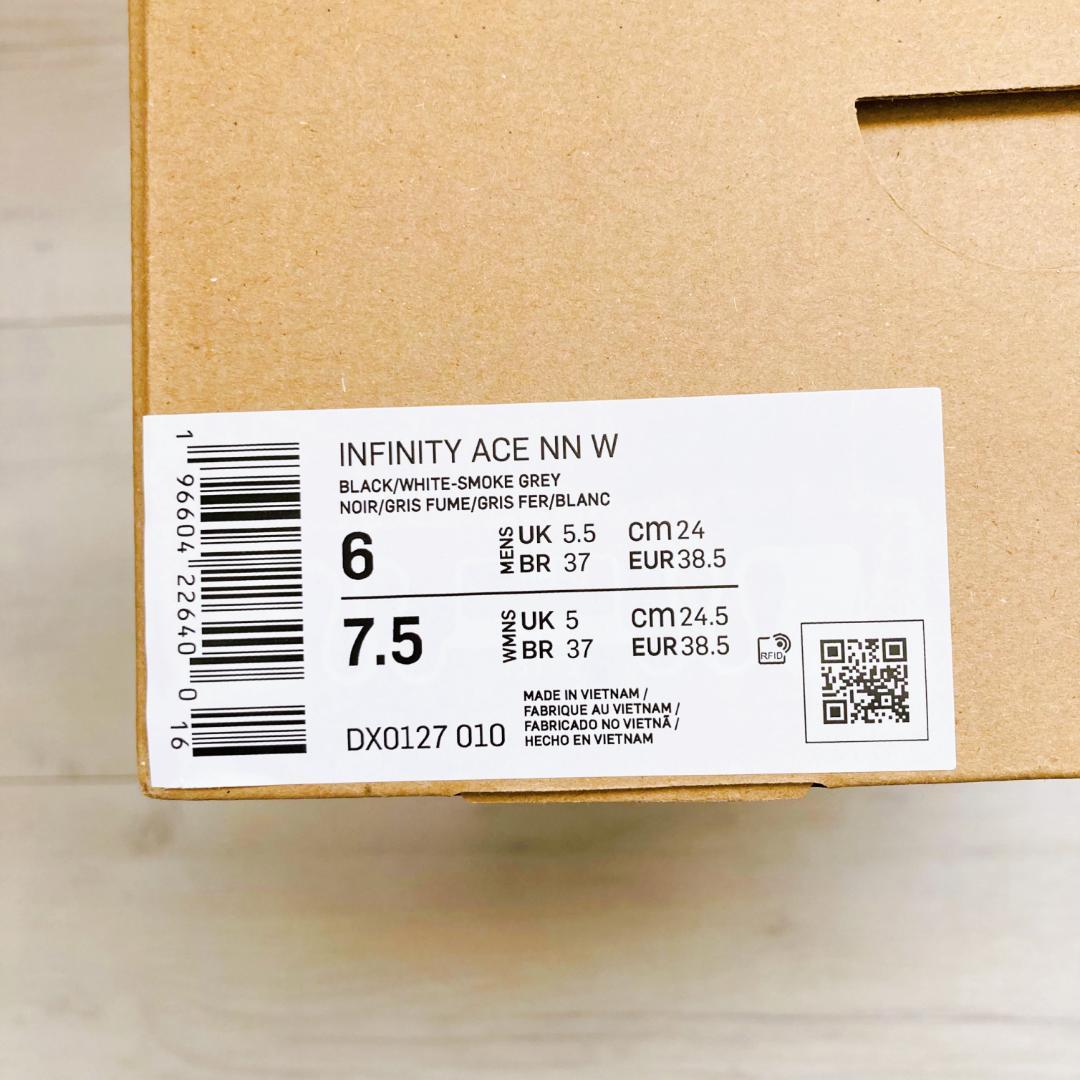 INFINITY ACE NN W
BLACK/WHITE-SMOKE GREY
NOIR/GRIS FUME/GRIS FER/BLANC
6 MENS UK 5.5 cm 24
BR 37 EUR 38.5
7.5 WMNS UK 5 cm 24.5
BR 37 EUR 38.5
RFID
MADE IN VIETNAM /
FABRIQUE AU VIETNAM /
FABRICADO NO VIETNÃ /
HECHO EN VIETNAM
DX0127 010
1 96604 22640 0 16